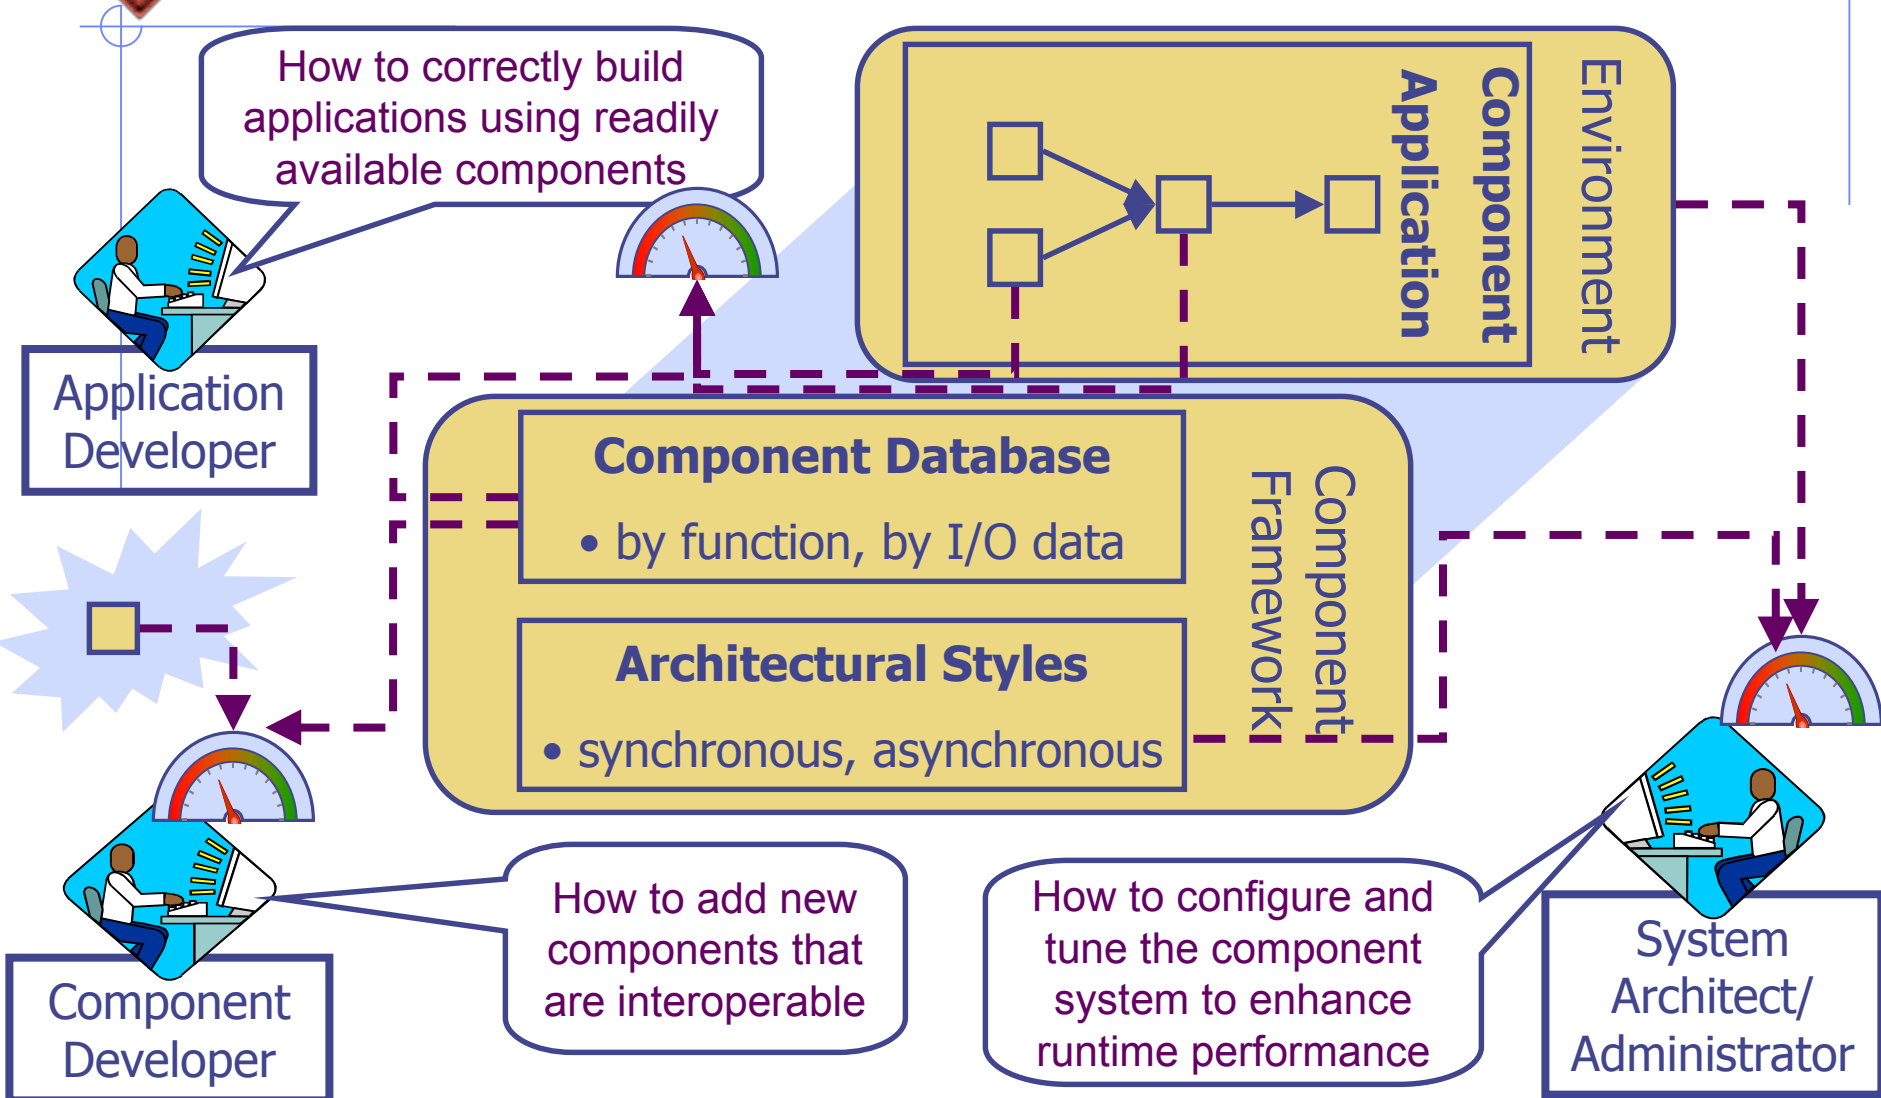 How to correctly build
applications using readily
available components
Component
Application
Environment
Application
Developer
Component Database
• by function, by I/O data
Architectural Styles
• synchronous, asynchronous
Component
Framework
Component
Developer
How to add new
components that
are interoperable
How to configure and
tune the component
system to enhance
runtime performance
System
Architect/
Administrator